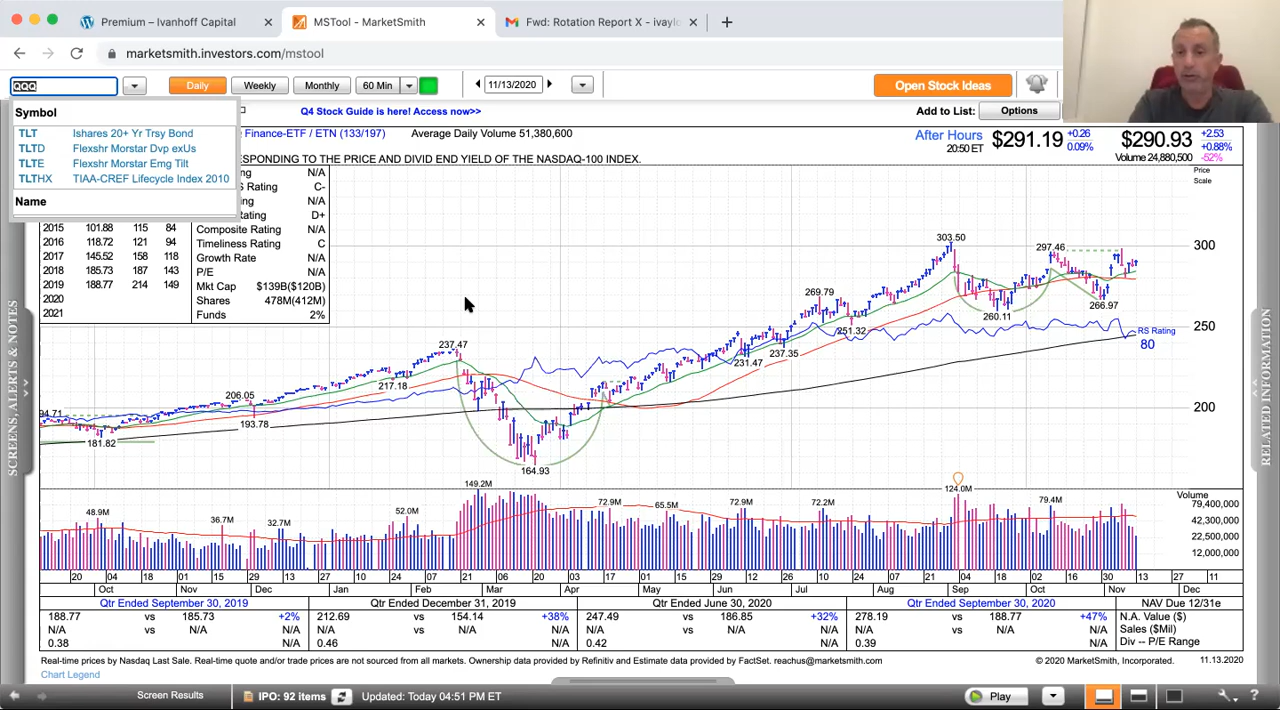 Premium – Ivanhoff Capital
MSTool - MarketSmith
Fwd: Rotation Report X - ivaylo
marketsmith.investors.com/mstool
QQQ
Daily
Weekly
Monthly
60 Min
11/13/2020
Open Stock Ideas
Symbol
TLT Ishares 20+ Yr Trsy Bond
TLTD Flexshr Morstar Dvp exUs
TLTE Flexshr Morstar Emg Tilt
TLTHX TIAA-CREF Lifecycle Index 2010
Name
Q4 Stock Guide is here! Access now>>
Add to List:
Options
Finance-ETF / ETN (133/197)
Average Daily Volume 51,380,600
After Hours
20:50 ET
$291.19
+0.26
0.09%
$290.93
+2.53
+0.88%
Volume 24,880,500
-52%
ESPONDING TO THE PRICE AND DIVID END YIELD OF THE NASDAQ-100 INDEX.
ng N/A
S Rating C-
ing N/A
Rating D+
2015 101.88 115 84
2016 118.72 121 94
2017 145.52 158 118
2018 185.73 187 143
2019 188.77 214 149
2020
2021
Composite Rating N/A
Timeliness Rating C
Growth Rate N/A
P/E N/A
Mkt Cap $139B($120B)
Shares 478M(412M)
Funds 2%
Price
Scale
300
250
200
303.50
297.46
269.79
260.11
266.97
251.32
237.47
231.47
237.35
217.18
206.05
193.78
94.71
181.82
164.93
RS Rating
80
48.9M
36.7M
32.7M
52.0M
149.2M
72.9M
65.5M
72.9M
72.2M
124.0M
79.4M
Volume
79,400,000
42,300,000
22,500,000
12,000,000
20 04 18 01 15 29 13 27 10 24 07 21 06 20 03 17 01 15 29 12 26 10 24 07 21 04 18 02 16 30 13 27 11
Oct Nov Dec Jan Feb Mar Apr May Jun Jul Aug Sep Oct Nov Dec
Qtr Ended September 30, 2019
188.77 vs 185.73 +2%
N/A vs N/A N/A
0.38 N/A
Qtr Ended December 31, 2019
212.69 vs 154.14 +38%
N/A vs N/A N/A
0.46 N/A
Qtr Ended June 30, 2020
247.49 vs 186.85 +32%
N/A vs N/A N/A
0.42 N/A
Qtr Ended September 30, 2020
278.19 vs 188.77 +47%
N/A vs N/A N/A
0.39 N/A
NAV Due 12/31e
N.A. Value ($)
Sales ($Mil)
Div -- P/E Range
Real-time prices by Nasdaq Last Sale. Real-time quote and/or trade prices are not sourced from all markets. Ownership data provided by Refinitiv and Estimate data provided by FactSet. reachus@marketsmith.com
© 2020 MarketSmith, Incorporated.
11.13.2020
Chart Legend
SCREENS, ALERTS & NOTES
RELATED INFORMATION
Screen Results
IPO: 92 items
Updated: Today 04:51 PM ET
Play
?